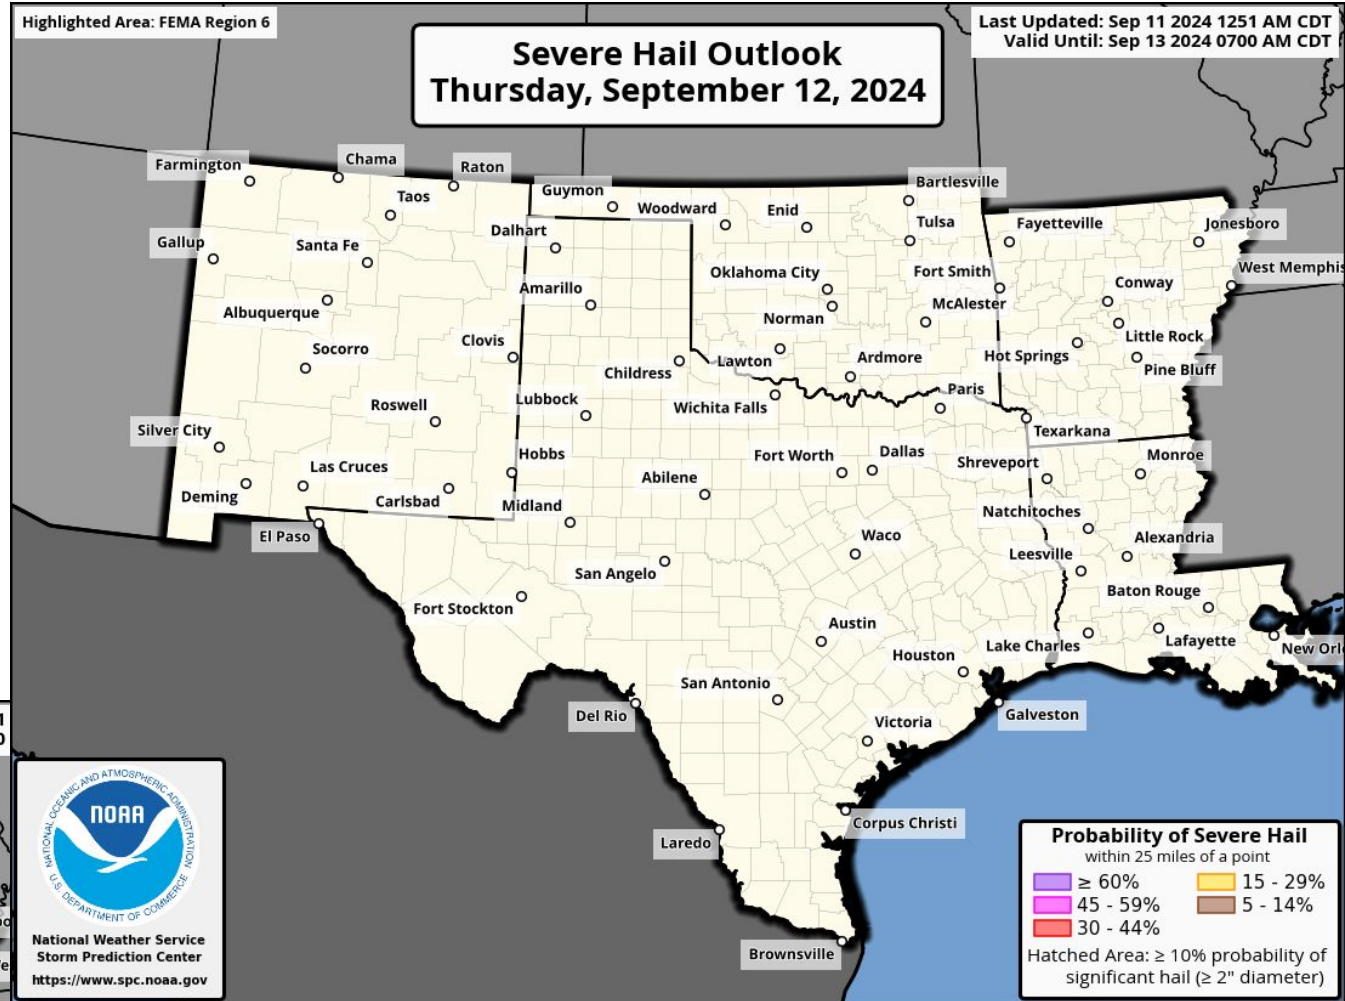 Highlighted Area: FEMA Region 6
Last Updated: Sep 11 2024 1251 AM CDT
Valid Until: Sep 13 2024 0700 AM CDT
Severe Hail Outlook
Thursday, September 12, 2024
Farmington
Chama
Raton
Taos
Guymon
Woodward
Enid
Bartlesville
Tulsa
Fayetteville
Jonesboro
Gallup
Santa Fe
Dalhart
Oklahoma City
Fort Smith
West Memphis
Amarillo
Conway
Albuquerque
Norman
McAlester
Socorro
Clovis
Little Rock
Childress
Lawton
Ardmore
Hot Springs
Pine Bluff
Roswell
Lubbock
Wichita Falls
Paris
Silver City
Texarkana
Las Cruces
Hobbs
Fort Worth
Dallas
Shreveport
Monroe
Deming
Carlsbad
Midland
Abilene
Natchitoches
El Paso
Waco
Alexandria
San Angelo
Leesville
Fort Stockton
Baton Rouge
Austin
Lake Charles
Lafayette
Houston
New Orl
San Antonio
Del Rio
Victoria
Galveston
Corpus Christi
Laredo
Brownsville
NATIONAL OCEANIC AND ATMOSPHERIC ADMINISTRATION
NOAA
U.S. DEPARTMENT OF COMMERCE
National Weather Service
Storm Prediction Center
https://www.spc.noaa.gov
Probability of Severe Hail
within 25 miles of a point
≥ 60%
15 - 29%
45 - 59%
5 - 14%
30 - 44%
Hatched Area: ≥ 10% probability of
significant hail (≥ 2" diameter)